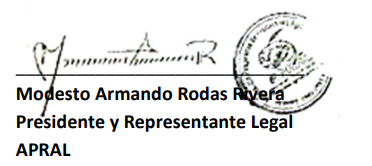 Modesto Armando Rodas Rivera
Presidente y Representante Legal
APRAL